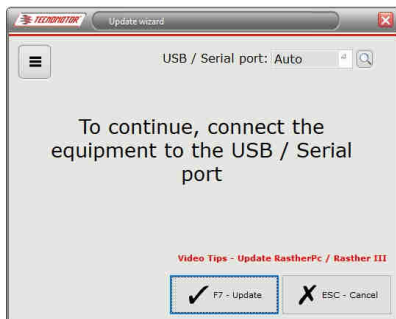 TECNOMOTOR Update wizard
USB / Serial port: Auto
To continue, connect the
equipment to the USB / Serial
port
Video Tips - Update RastherPc / Rasther III
F7 - Update ESC - Cancel